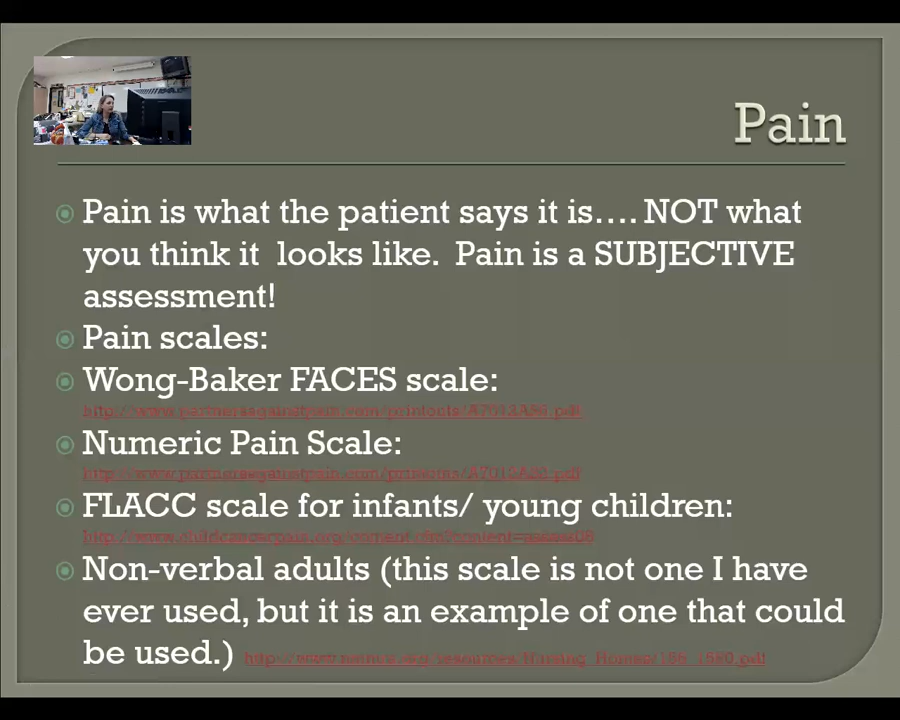 Pain
Pain is what the patient says it is…. NOT what
you think it looks like. Pain is a SUBJECTIVE
assessment!
Pain scales:
Wong-Baker FACES scale:
Numeric Pain Scale:
FLACC scale for infants/ young children:
Non-verbal adults (this scale is not one I have
ever used, but it is an example of one that could
be used.)